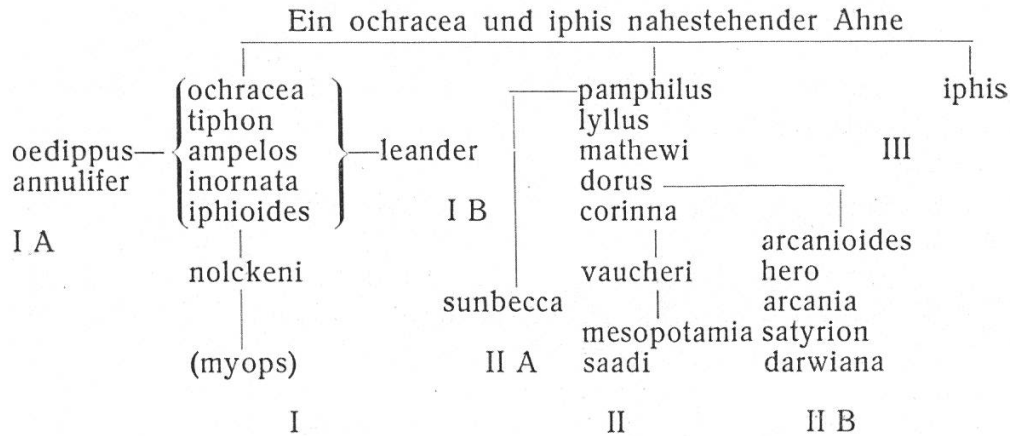 Ein ochracea und iphis nahestehender Ahne
ochracea pamphilus iphis
tiphon lyllus
oedippus ampelos leander mathewi III
annulifer inornata dorus
iphioides I B corinna
I A arcanioides
nolckeni vaucheri hero
sunbecca arcania
mesopotamia satyrion
(myops) II A saadi darwiana
I II II B